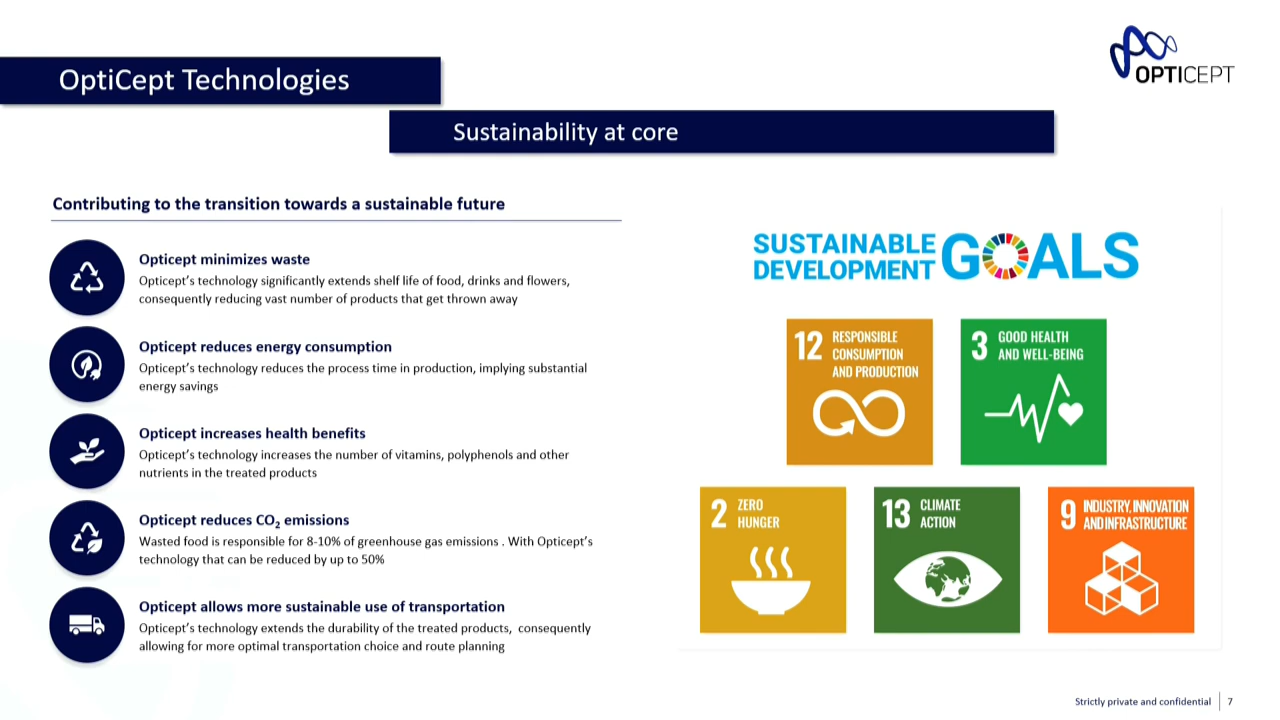 OPTICEPT
OptiCept Technologies
Sustainability at core
Contributing to the transition towards a sustainable future
Opticept minimizes waste
Opticept’s technology significantly extends shelf life of food, drinks and flowers,
consequently reducing vast number of products that get thrown away
Opticept reduces energy consumption
Opticept’s technology reduces the process time in production, implying substantial
energy savings
Opticept increases health benefits
Opticept’s technology increases the number of vitamins, polyphenols and other
nutrients in the treated products
Opticept reduces CO₂ emissions
Wasted food is responsible for 8-10% of greenhouse gas emissions . With Opticept’s
technology that can be reduced by up to 50%
Opticept allows more sustainable use of transportation
Opticept’s technology extends the durability of the treated products, consequently
allowing for more optimal transportation choice and route planning
SUSTAINABLE
DEVELOPMENT
GOALS
12 RESPONSIBLE
CONSUMPTION
AND PRODUCTION
3 GOOD HEALTH
AND WELL-BEING
2 ZERO
HUNGER
13 CLIMATE
ACTION
9 INDUSTRY, INNOVATION
AND INFRASTRUCTURE
Strictly private and confidential
7